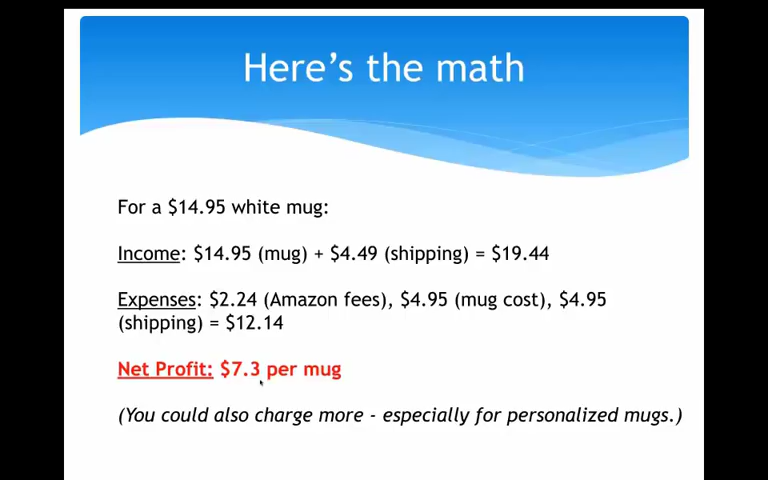 Here’s the math
For a $14.95 white mug:
Income: $14.95 (mug) + $4.49 (shipping) = $19.44
Expenses: $2.24 (Amazon fees), $4.95 (mug cost), $4.95
(shipping) = $12.14
Net Profit: $7.3 per mug
(You could also charge more - especially for personalized mugs.)